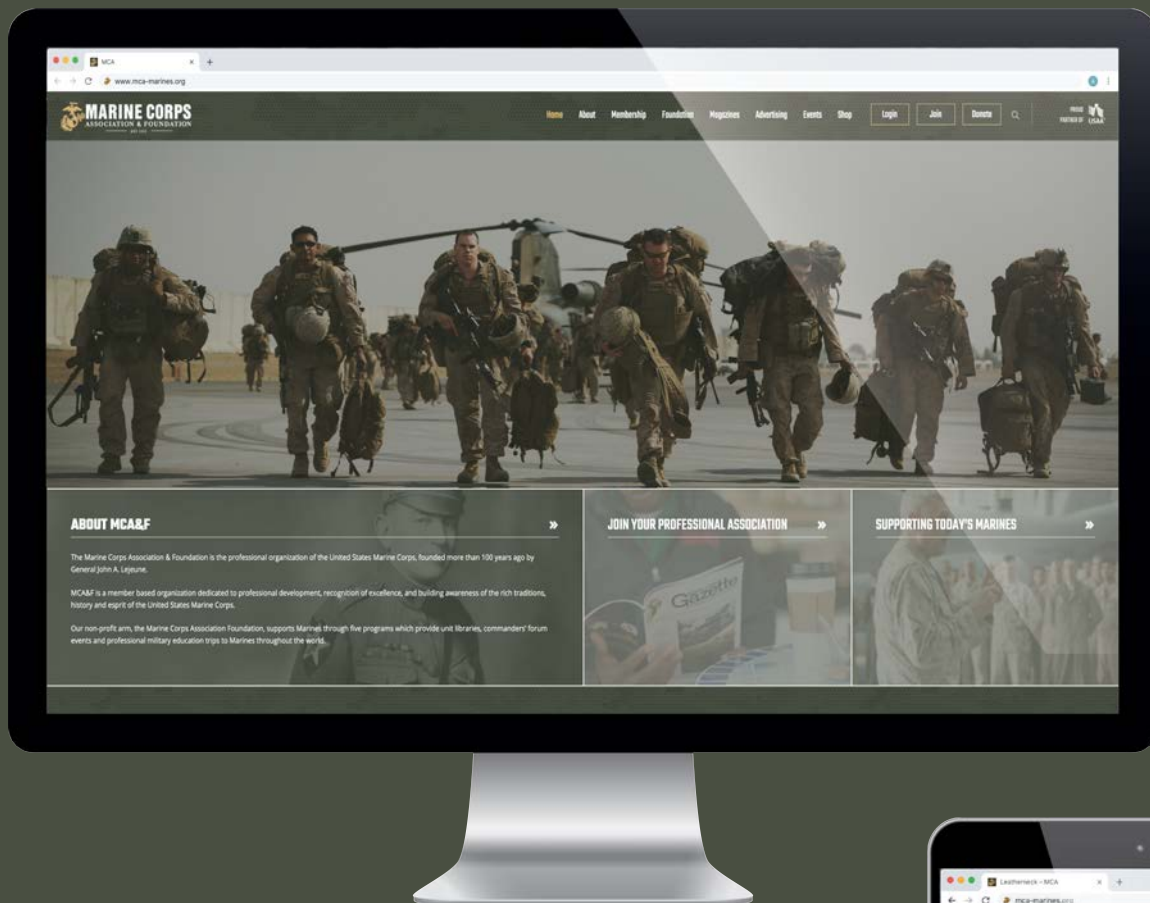 MCA
www.mca-marines.org
MARINE CORPS
ASSOCIATION & FOUNDATION
Home About Membership Foundation Magazines Advertising Events Shop Login Join Donate
PROUD
PARTNER OF USAA
ABOUT MCA&F »
The Marine Corps Association & Foundation is the professional organization of the United States Marine Corps, founded more than 100 years ago by
General John A. Lejeune.
MCA&F is a member based organization dedicated to professional development, recognition of excellence, and building awareness of the rich traditions,
history and esprit of the United States Marine Corps.
Our non-profit arm, the Marine Corps Association Foundation, supports Marines through five programs which provide unit libraries, commanders' forum
events and professional military education trips to Marines throughout the world.
JOIN YOUR PROFESSIONAL ASSOCIATION »
Gazette
SUPPORTING TODAY'S MARINES »
Leatherneck – MCA
mca-marines.org